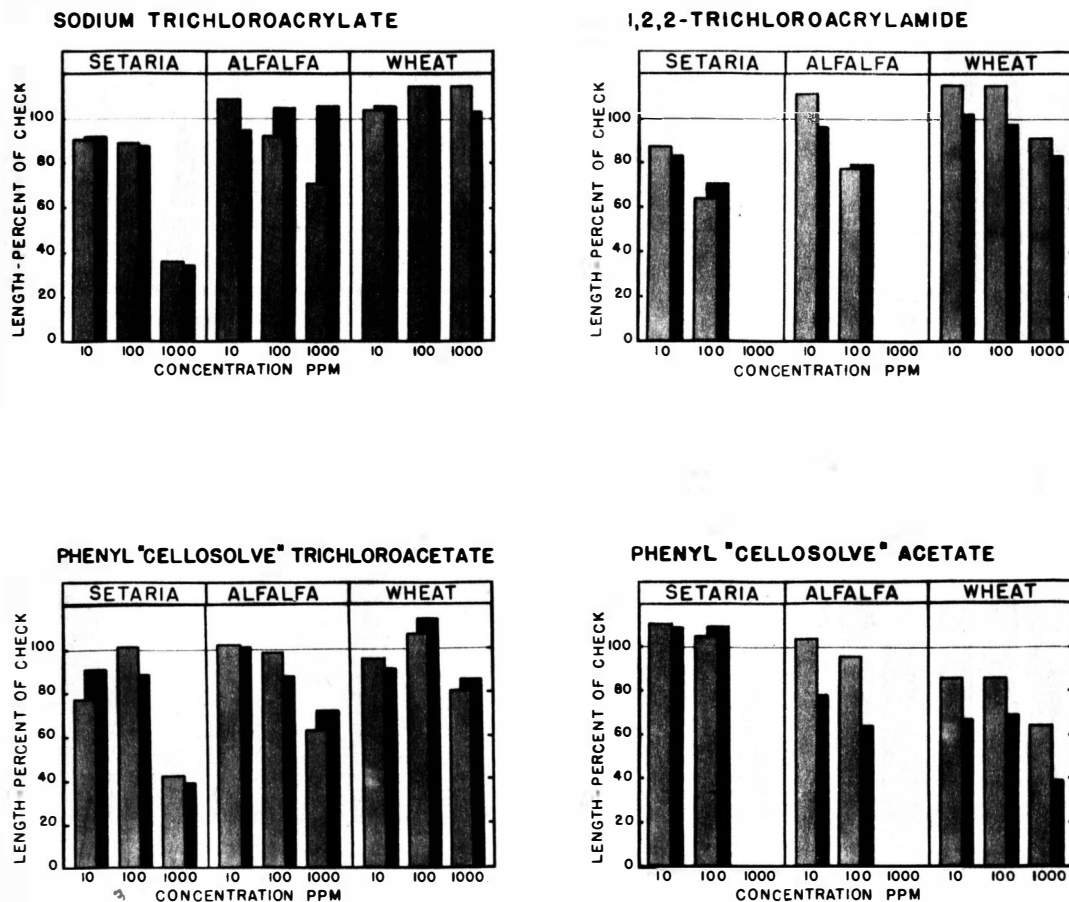 SODIUM TRICHLOROACRYLATE
SETARIA ALFALFA WHEAT
LENGTH-PERCENT OF CHECK
100
80
60
40
20
0
10 100 1000 10 100 1000 10 100 1000
CONCENTRATION PPM
1,2,2-TRICHLOROACRYLAMIDE
SETARIA ALFALFA WHEAT
LENGTH-PERCENT OF CHECK
100
80
60
40
20
0
10 100 1000 10 100 1000 10 100 1000
CONCENTRATION PPM
PHENYL "CELLOSOLVE" TRICHLOROACETATE
SETARIA ALFALFA WHEAT
LENGTH-PERCENT OF CHECK
100
80
60
40
20
0
10 100 1000 10 100 1000 10 100 1000
CONCENTRATION PPM
PHENYL "CELLOSOLVE" ACETATE
SETARIA ALFALFA WHEAT
LENGTH-PERCENT OF CHECK
100
80
60
40
20
0
10 100 1000 10 100 1000 10 100 1000
CONCENTRATION PPM